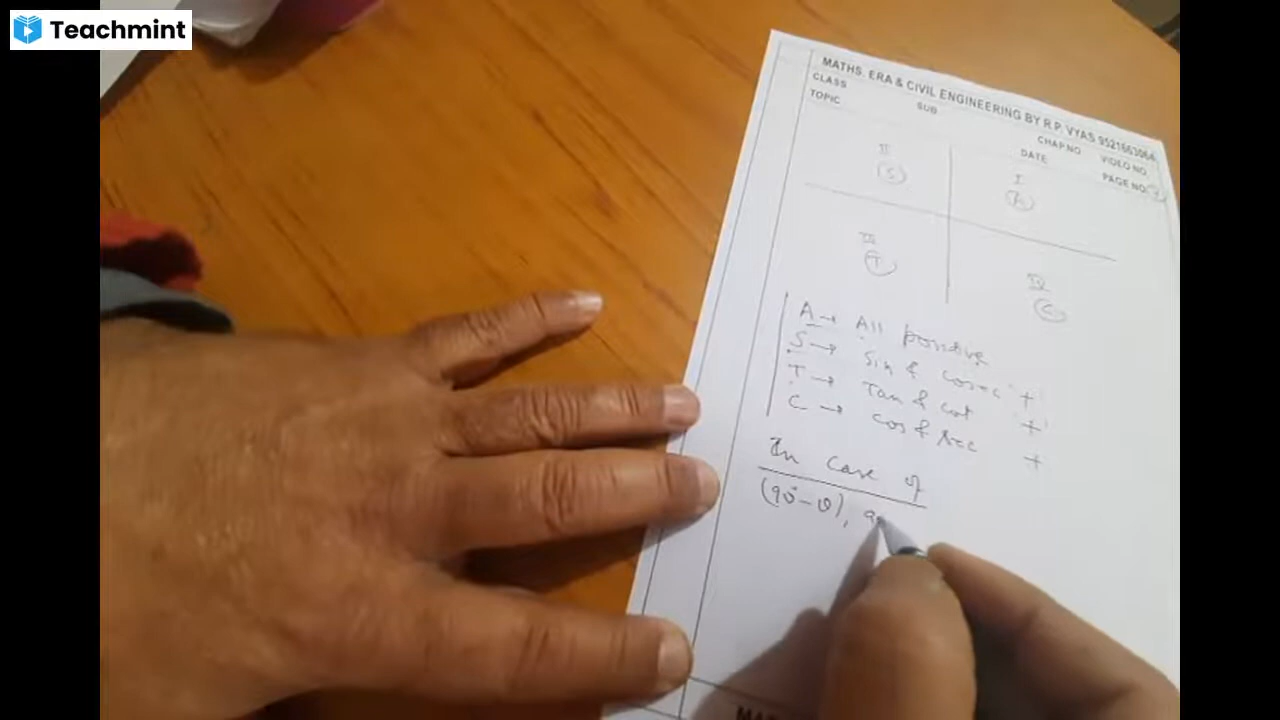 Teachmint
MATHS. ERA & CIVIL ENGINEERING BY R.P. VYAS 9521663064
CLASS SUB CHAP NO VIDEO NO.
TOPIC DATE PAGE NO.
II I
S A
III IV
T C
A → All positive
S → Sin & cosec +
T → Tan & cot +
C → cos & sec +
In case of
(90°-θ),